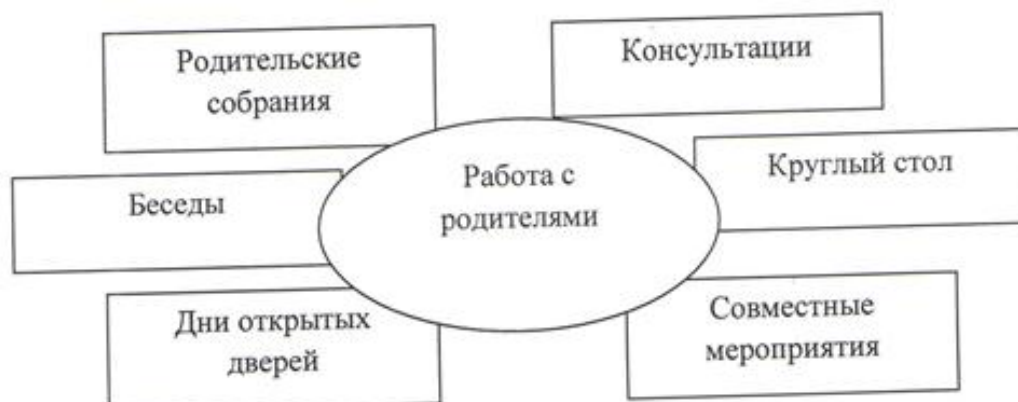 Родительские
собрания
Консультации
Беседы
Работа с
родителями
Круглый стол
Дни открытых
дверей
Совместные
мероприятия